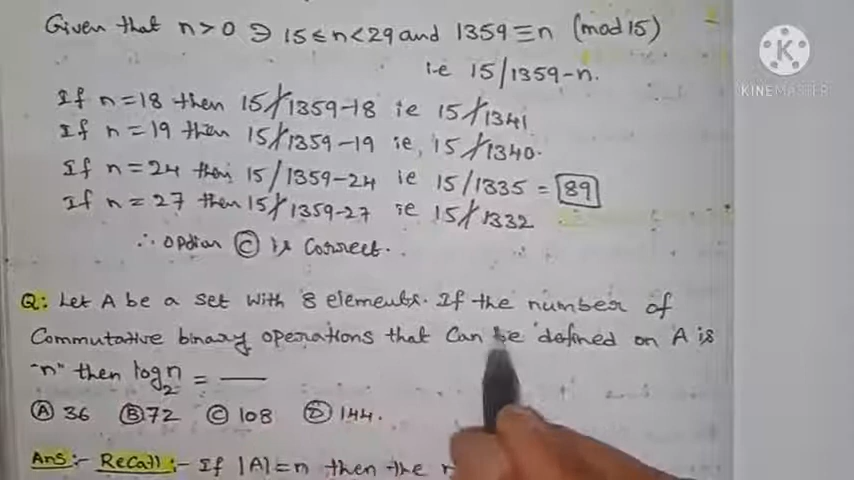 Given that n>0 ∋ 15≤n<29 and 1359≡n (mod 15)
i.e 15/1359-n.
KINEMASTER
If n=18 then 15∤1359-18 ie 15∤1341
If n=19 then 15∤1359-19 ie, 15∤1340.
If n=24 then 15/1359-24 ie 15/1335 = 89
If n=27 then 15∤1359-27 ie 15∤1332
∴ option Ⓒ is correct.
Q: Let A be a set with 8 elements. If the number of
Commutative binary operations that can be defined on A is
"n" then log₂n = ___
Ⓐ 36 Ⓑ 72 Ⓒ 108 Ⓓ 144.
Ans:- Recall:- If |A|=n then the